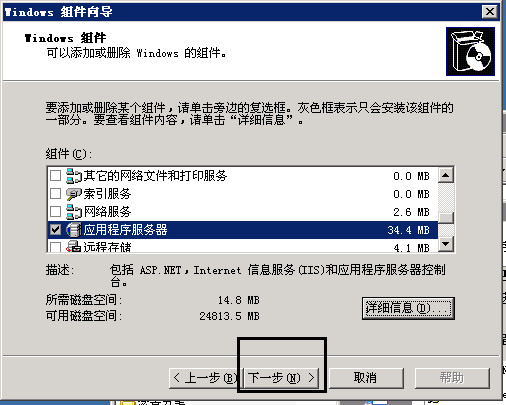 Windows 组件向导
Windows 组件
可以添加或删除 Windows 的组件。
要添加或删除某个组件，请单击旁边的复选框。灰色框表示只会安装该组件的
一部分。要查看组件内容，请单击“详细信息”。
组件(C):
其它的网络文件和打印服务 0.0 MB
索引服务 0.0 MB
网络服务 2.6 MB
应用程序服务器 34.4 MB
远程存储 4.1 MB
描述: 包括 ASP.NET，Internet 信息服务(IIS)和应用程序服务器控制
台。
所需磁盘空间: 14.8 MB
可用磁盘空间: 24813.5 MB
详细信息(D)...
< 上一步(B) 下一步(N) > 取消 帮助